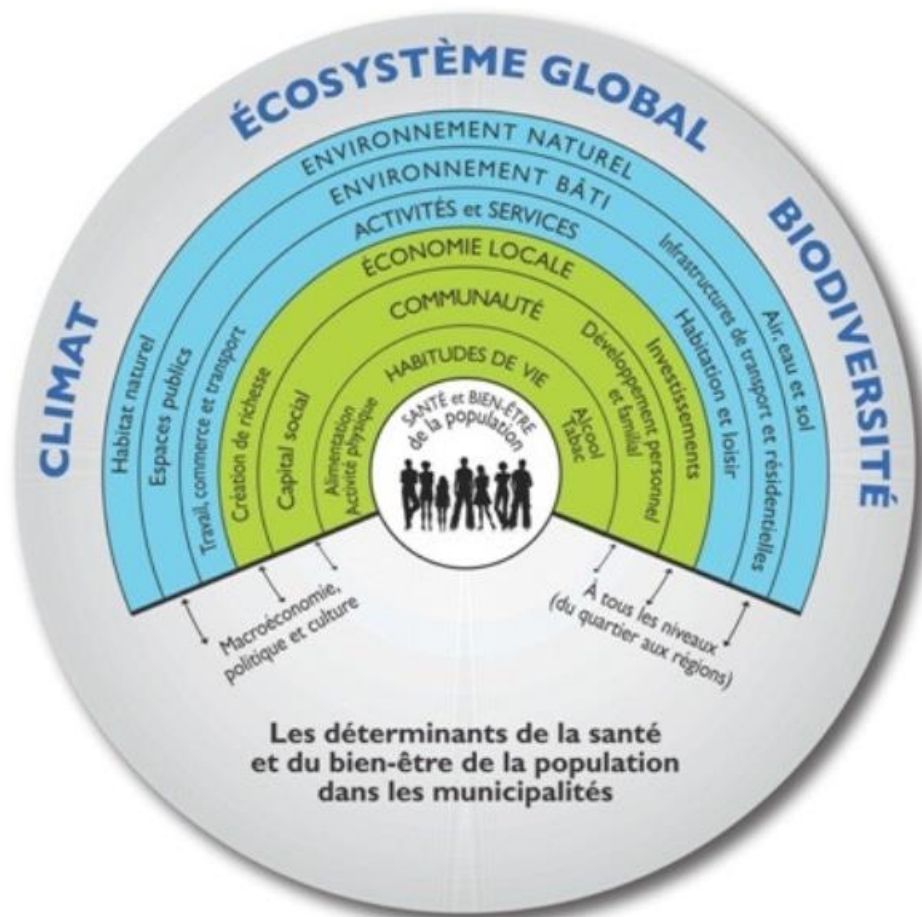 ÉCOSYSTÈME GLOBAL
CLIMAT
BIODIVERSITÉ
ENVIRONNEMENT NATUREL
Habitat naturel
Air, eau et sol
ENVIRONNEMENT BÂTI
Espaces publics
Infrastructures de transport et résidentielles
ACTIVITÉS et SERVICES
Travail, commerce et transport
Habitation et loisir
ÉCONOMIE LOCALE
Création de richesse
Investissements
COMMUNAUTÉ
Capital social
Développement personnel
et familial
HABITUDES DE VIE
Alimentation
Activité physique
Alcool
Tabac
SANTÉ et BIEN-ÊTRE
de la population
Macroéconomie,
politique et culture
À tous les niveaux
(du quartier aux régions)
Les déterminants de la santé
et du bien-être de la population
dans les municipalités